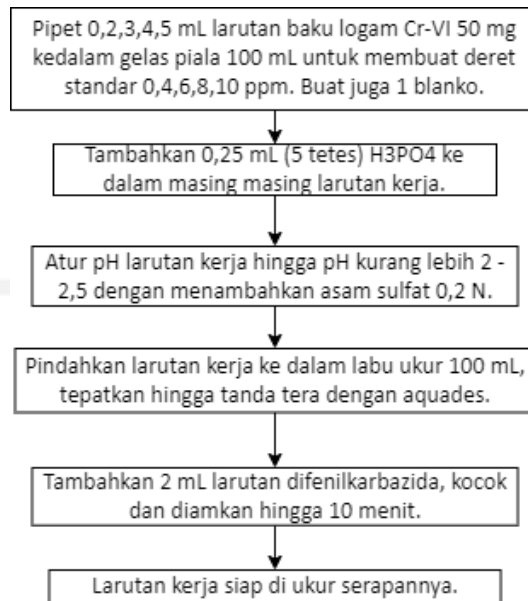 Pipet 0,2,3,4,5 mL larutan baku logam Cr-VI 50 mg
kedalam gelas piala 100 mL untuk membuat deret
standar 0,4,6,8,10 ppm. Buat juga 1 blanko.
Tambahkan 0,25 mL (5 tetes) H3PO4 ke
dalam masing masing larutan kerja.
Atur pH larutan kerja hingga pH kurang lebih 2 -
2,5 dengan menambahkan asam sulfat 0,2 N.
Pindahkan larutan kerja ke dalam labu ukur 100 mL,
tepatkan hingga tanda tera dengan aquades.
Tambahkan 2 mL larutan difenilkarbazida, kocok
dan diamkan hingga 10 menit.
Larutan kerja siap di ukur serapannya.